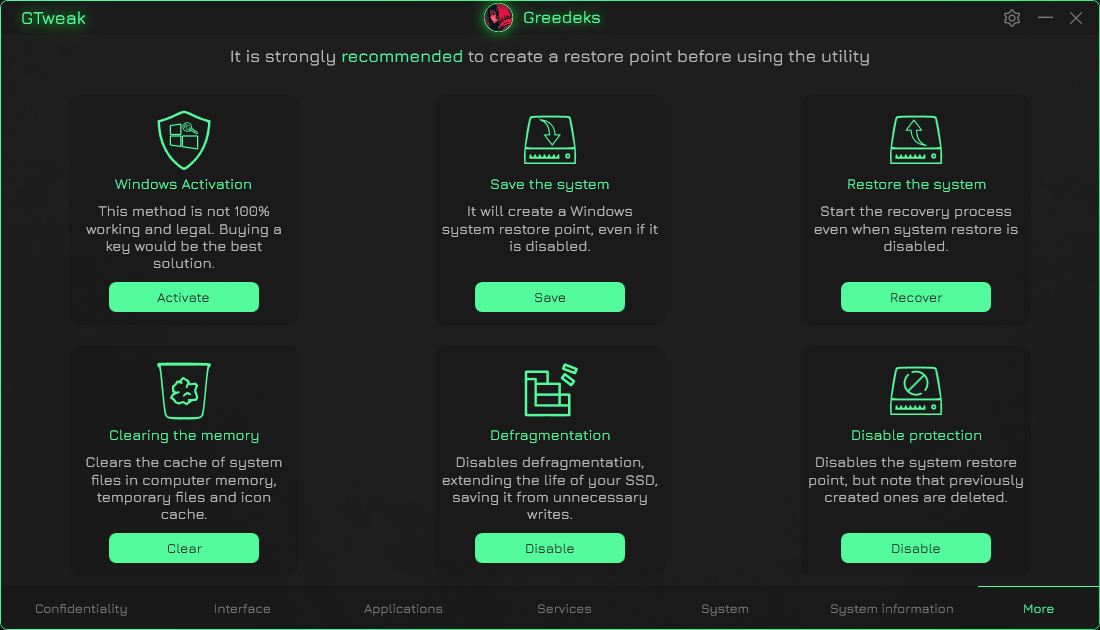 GTweak
Greedeks
It is strongly recommended to create a restore point before using the utility
Windows Activation
This method is not 100%
working and legal. Buying a
key would be the best
solution.
Activate
Save the system
It will create a Windows
system restore point, even if it
is disabled.
Save
Restore the system
Start the recovery process
even when system restore is
disabled.
Recover
Clearing the memory
Clears the cache of system
files in computer memory,
temporary files and icon
cache.
Clear
Defragmentation
Disables defragmentation,
extending the life of your SSD,
saving it from unnecessary
writes.
Disable
Disable protection
Disables the system restore
point, but note that previously
created ones are deleted.
Disable
Confidentiality
Interface
Applications
Services
System
System information
More